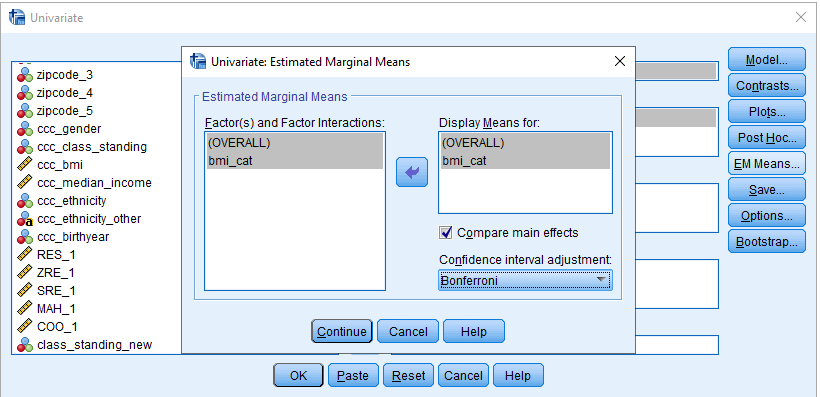 Univariate
zipcode_3
zipcode_4
zipcode_5
ccc_gender
ccc_class_standing
ccc_bmi
ccc_median_income
ccc_ethnicity
a ccc_ethnicity_other
ccc_birthyear
RES_1
ZRE_1
SRE_1
MAH_1
COO_1
class_standing_new
Univariate: Estimated Marginal Means
Estimated Marginal Means
Factor(s) and Factor Interactions:
(OVERALL)
bmi_cat
Display Means for:
(OVERALL)
bmi_cat
Compare main effects
Confidence interval adjustment:
Bonferroni
Continue Cancel Help
Model...
Contrasts...
Plots...
Post Hoc...
EM Means...
Save...
Options...
Bootstrap...
OK Paste Reset Cancel Help